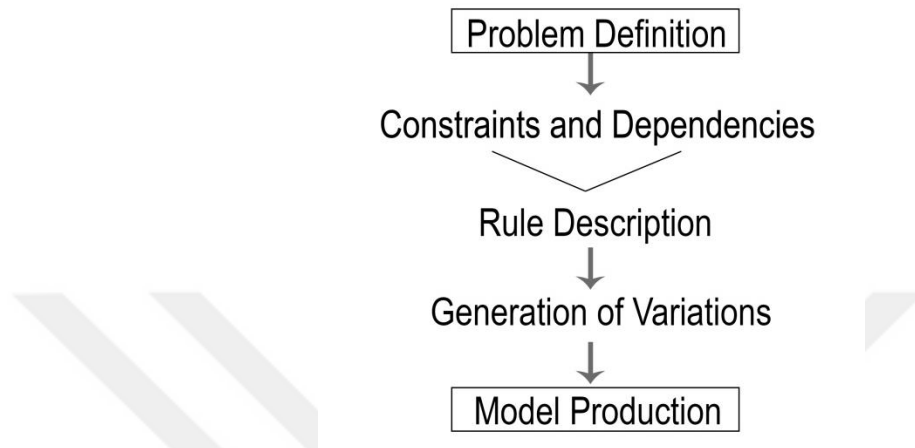 Problem Definition
Constraints and Dependencies
Rule Description
Generation of Variations
Model Production